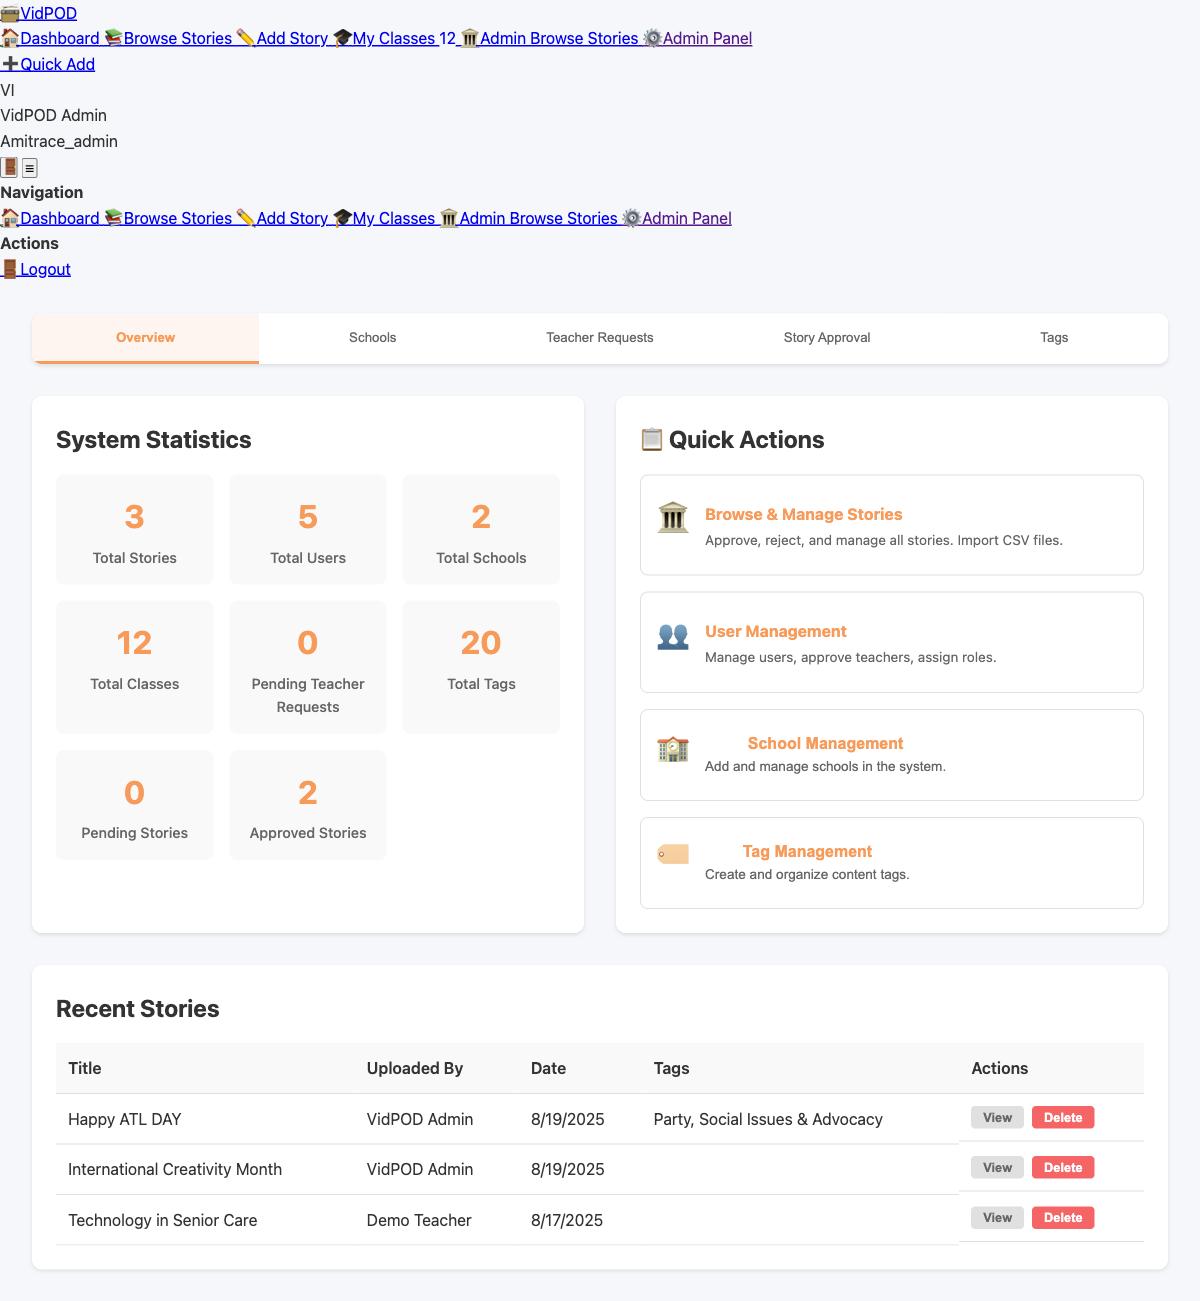 VidPOD
Dashboard Browse Stories Add Story My Classes 12 Admin Browse Stories Admin Panel
Quick Add
VI
VidPOD Admin
Amitrace_admin
≡
Navigation
Dashboard Browse Stories Add Story My Classes Admin Browse Stories Admin Panel
Actions
Logout
Overview Schools Teacher Requests Story Approval Tags
System Statistics
3 5 2
Total Stories Total Users Total Schools
12 0 20
Total Classes Pending Teacher Requests Total Tags
0 2
Pending Stories Approved Stories
Quick Actions
Browse & Manage Stories
Approve, reject, and manage all stories. Import CSV files.
User Management
Manage users, approve teachers, assign roles.
School Management
Add and manage schools in the system.
Tag Management
Create and organize content tags.
Recent Stories
Title Uploaded By Date Tags Actions
Happy ATL DAY VidPOD Admin 8/19/2025 Party, Social Issues & Advocacy View Delete
International Creativity Month VidPOD Admin 8/19/2025 View Delete
Technology in Senior Care Demo Teacher 8/17/2025 View Delete